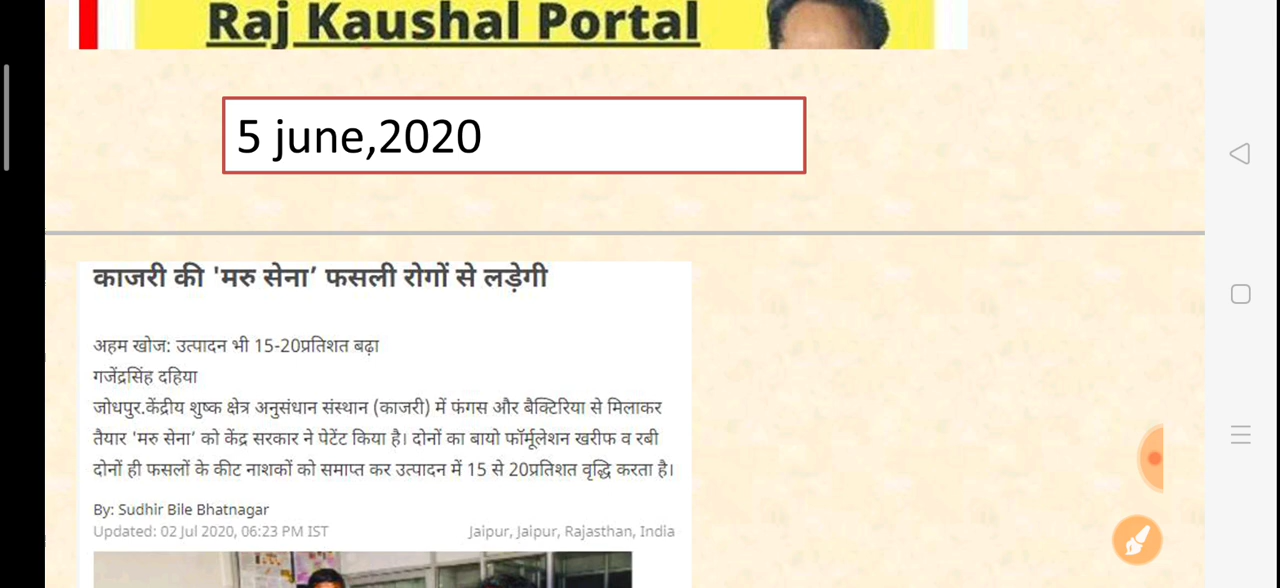 Raj Kaushal Portal
5 june,2020
काजरी की 'मरु सेना’ फसली रोगों से लड़ेगी
अहम खोज: उत्पादन भी 15-20प्रतिशत बढ़ा
गजेंद्रसिंह दहिया
जोधपुर.केंद्रीय शुष्क क्षेत्र अनुसंधान संस्थान (काजरी) में फंगस और बैक्टिरिया से मिलाकर
तैयार 'मरु सेना’ को केंद्र सरकार ने पेटेंट किया है। दोनों का बायो फॉर्मूलेशन खरीफ व रबी
दोनों ही फसलों के कीट नाशकों को समाप्त कर उत्पादन में 15 से 20प्रतिशत वृद्धि करता है।
By: Sudhir Bile Bhatnagar
Updated: 02 Jul 2020, 06:23 PM IST
Jaipur, Jaipur, Rajasthan, India